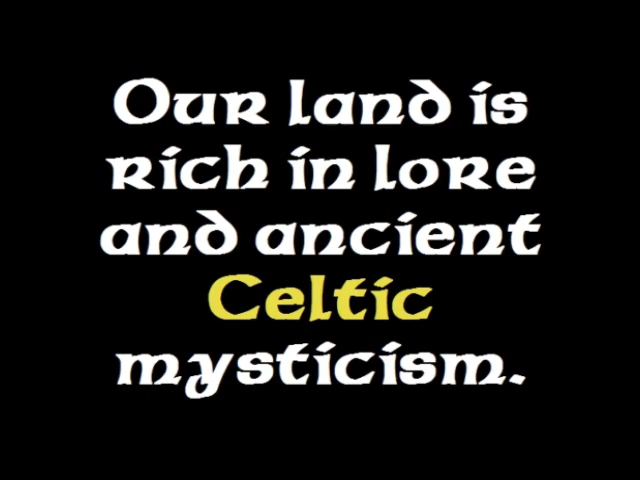 Our land is
rich in lore
and ancient
Celtic
mysticism.